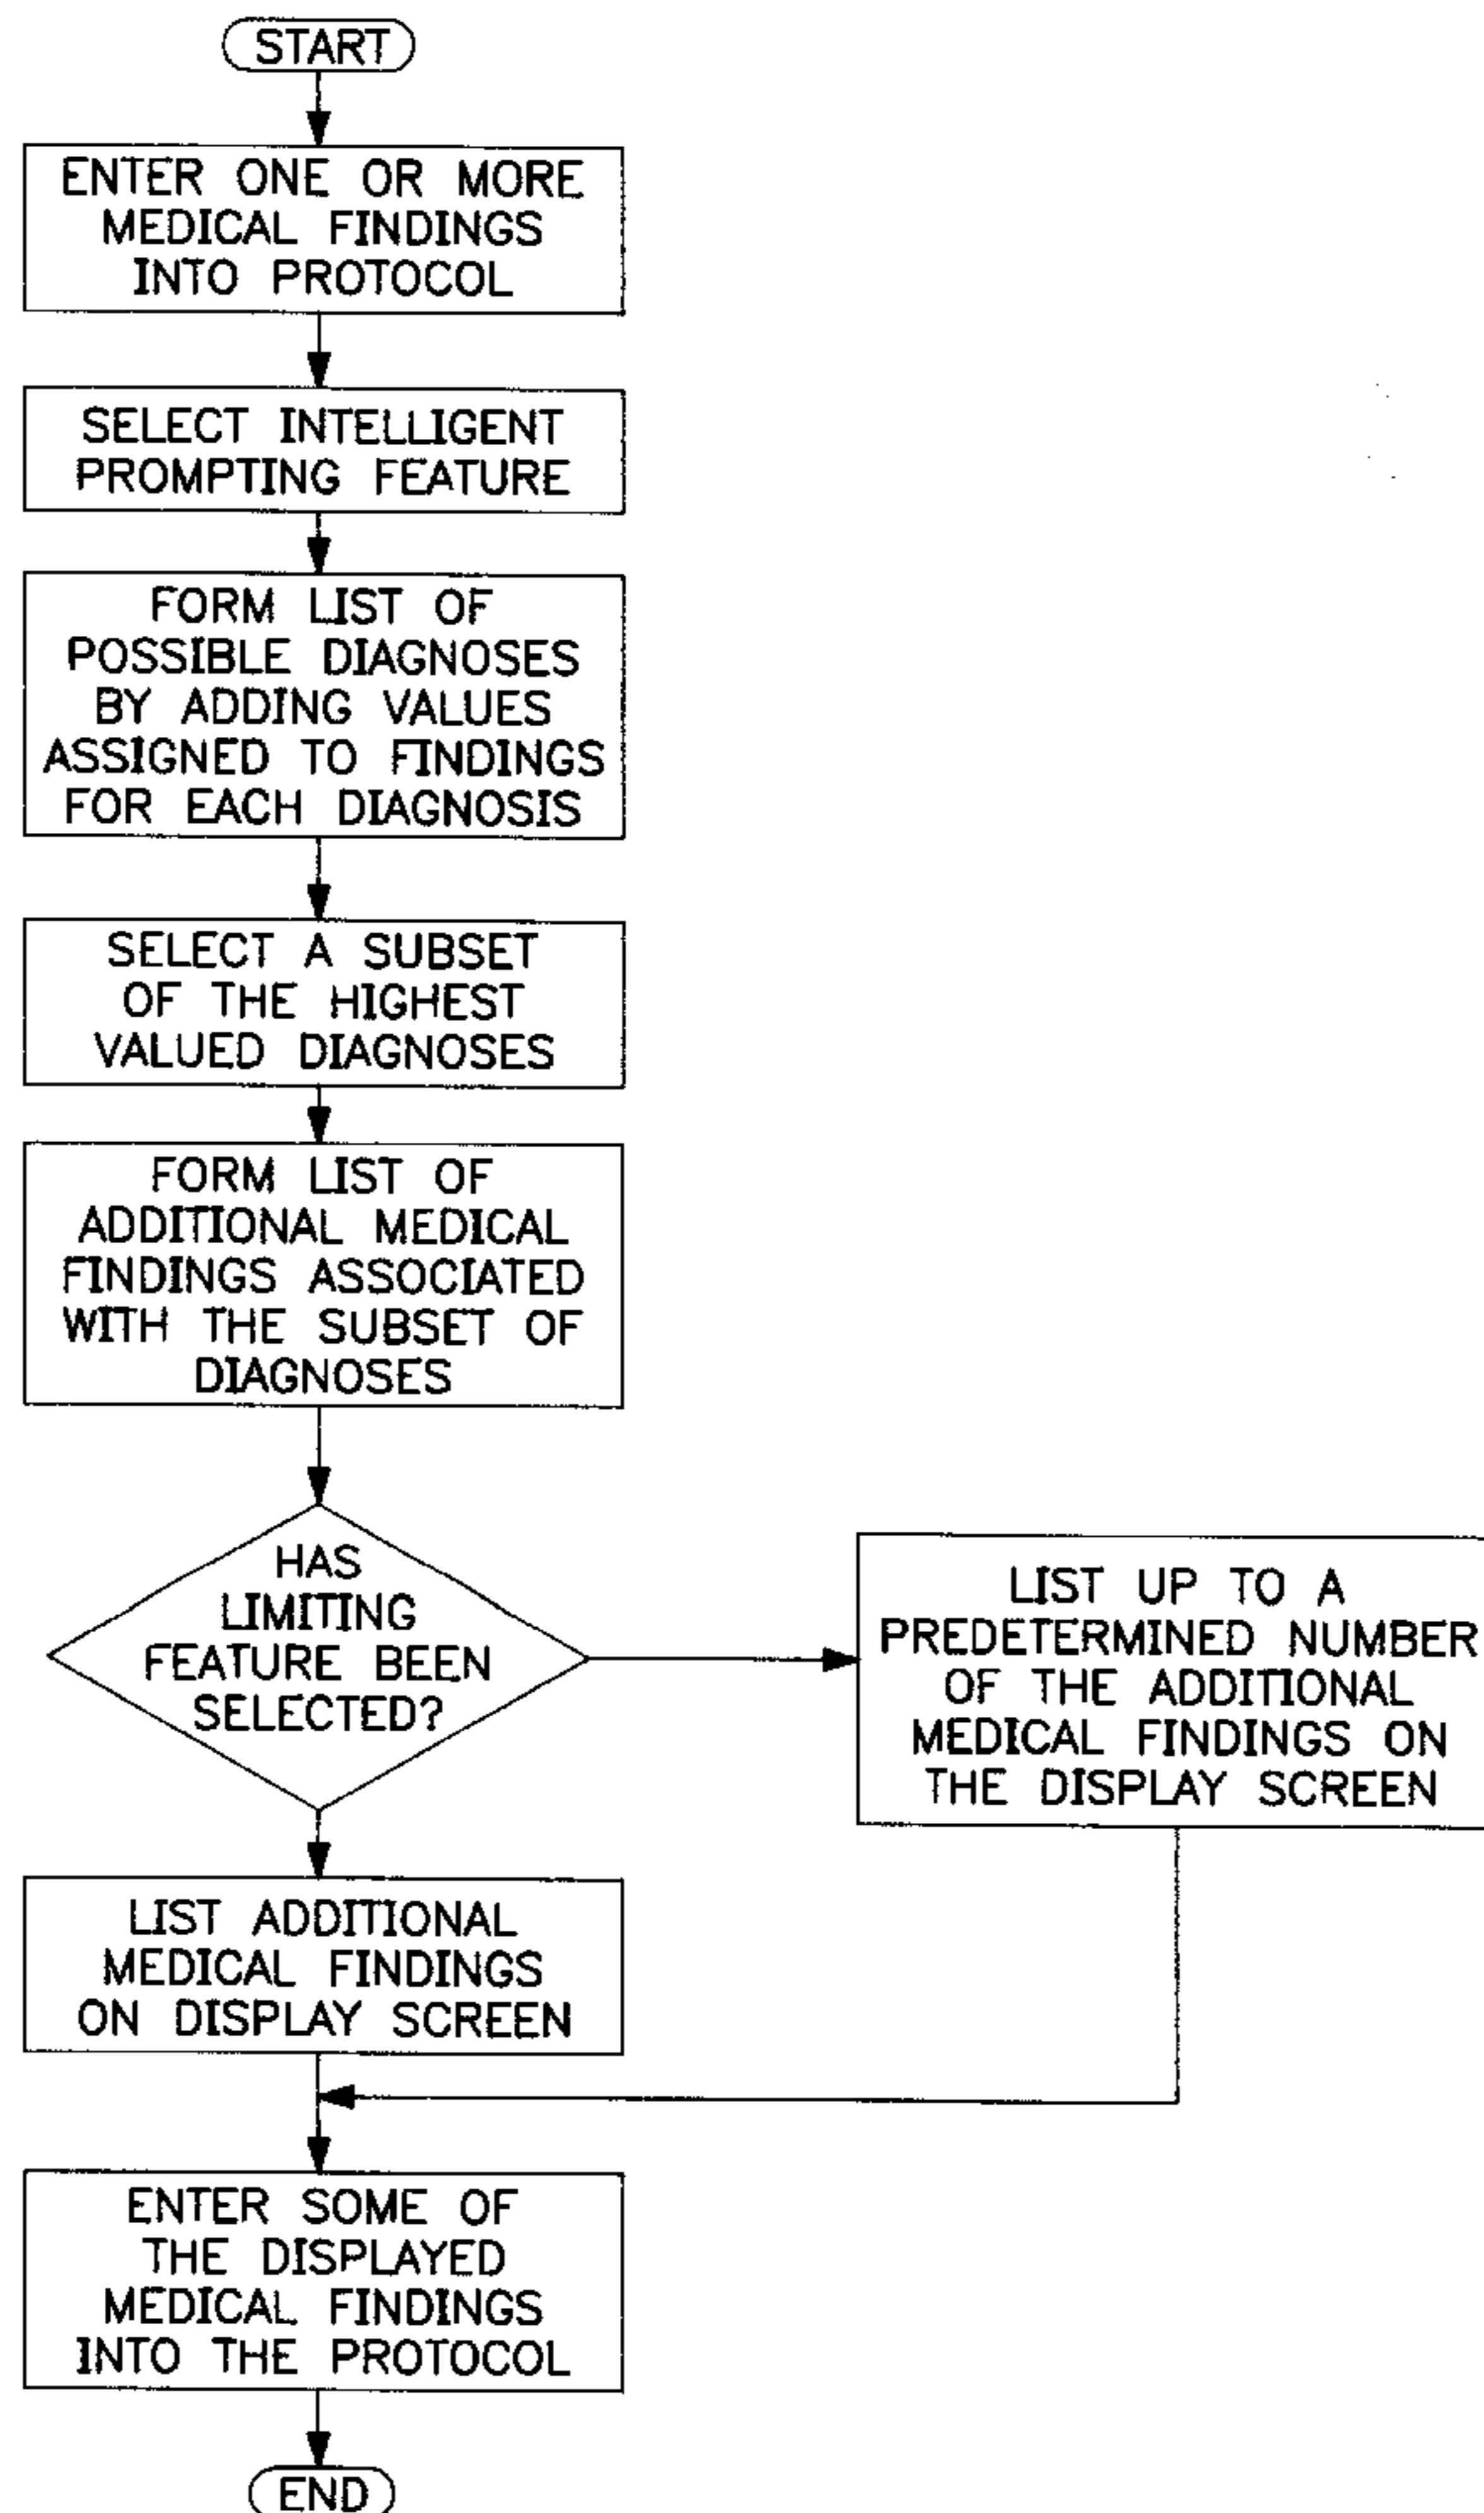 START
ENTER ONE OR MORE
MEDICAL FINDINGS
INTO PROTOCOL
SELECT INTELLIGENT
PROMPTING FEATURE
FORM LIST OF
POSSIBLE DIAGNOSES
BY ADDING VALUES
ASSIGNED TO FINDINGS
FOR EACH DIAGNOSIS
SELECT A SUBSET
OF THE HIGHEST
VALUED DIAGNOSES
FORM LIST OF
ADDITIONAL MEDICAL
FINDINGS ASSOCIATED
WITH THE SUBSET OF
DIAGNOSES
HAS
LIMITING
FEATURE BEEN
SELECTED?
LIST UP TO A
PREDETERMINED NUMBER
OF THE ADDITIONAL
MEDICAL FINDINGS ON
THE DISPLAY SCREEN
LIST ADDITIONAL
MEDICAL FINDINGS
ON DISPLAY SCREEN
ENTER SOME OF
THE DISPLAYED
MEDICAL FINDINGS
INTO THE PROTOCOL
END